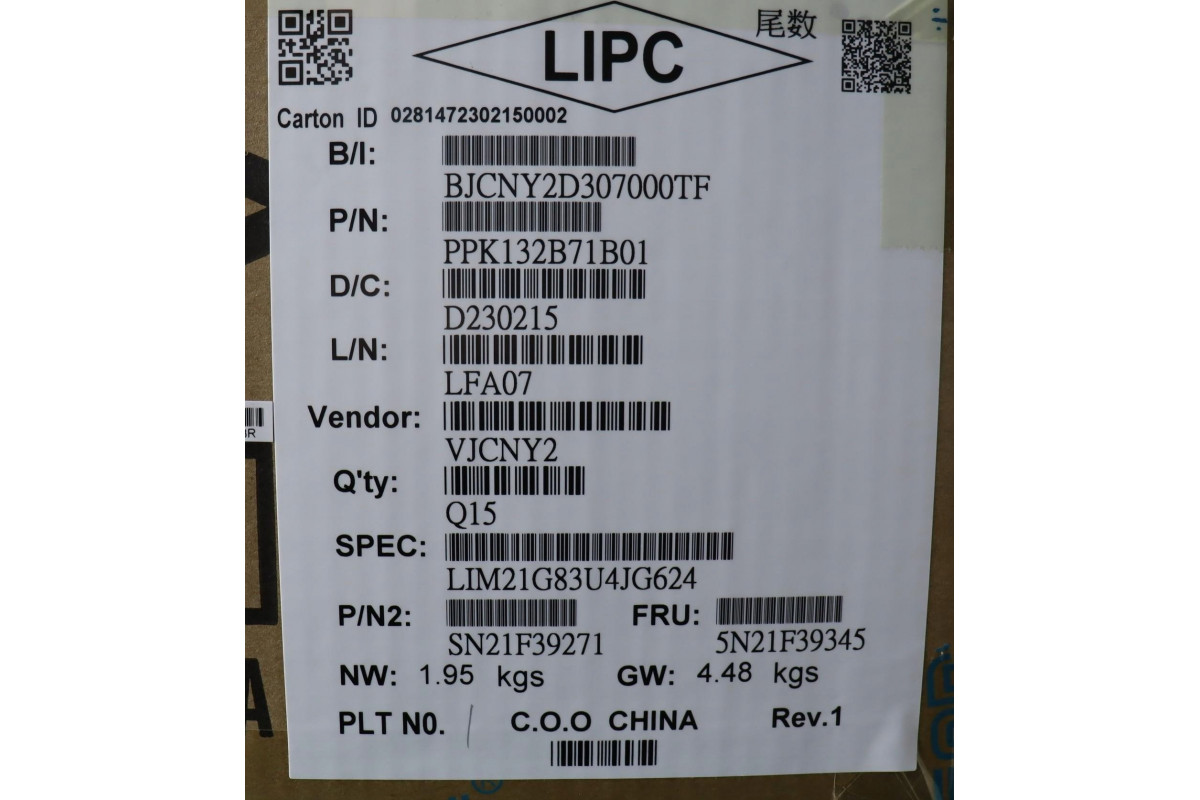 LIPC
尾数
Carton ID 0281472302150002
B/I:
BJCNY2D307000TF
P/N:
PPK132B71B01
D/C:
D230215
L/N:
LFA07
Vendor:
VJCNY2
Q'ty:
Q15
SPEC:
LIM21G83U4JG624
P/N2: FRU:
SN21F39271 5N21F39345
NW: 1.95 kgs GW: 4.48 kgs
PLT N0. / C.O.O CHINA Rev.1